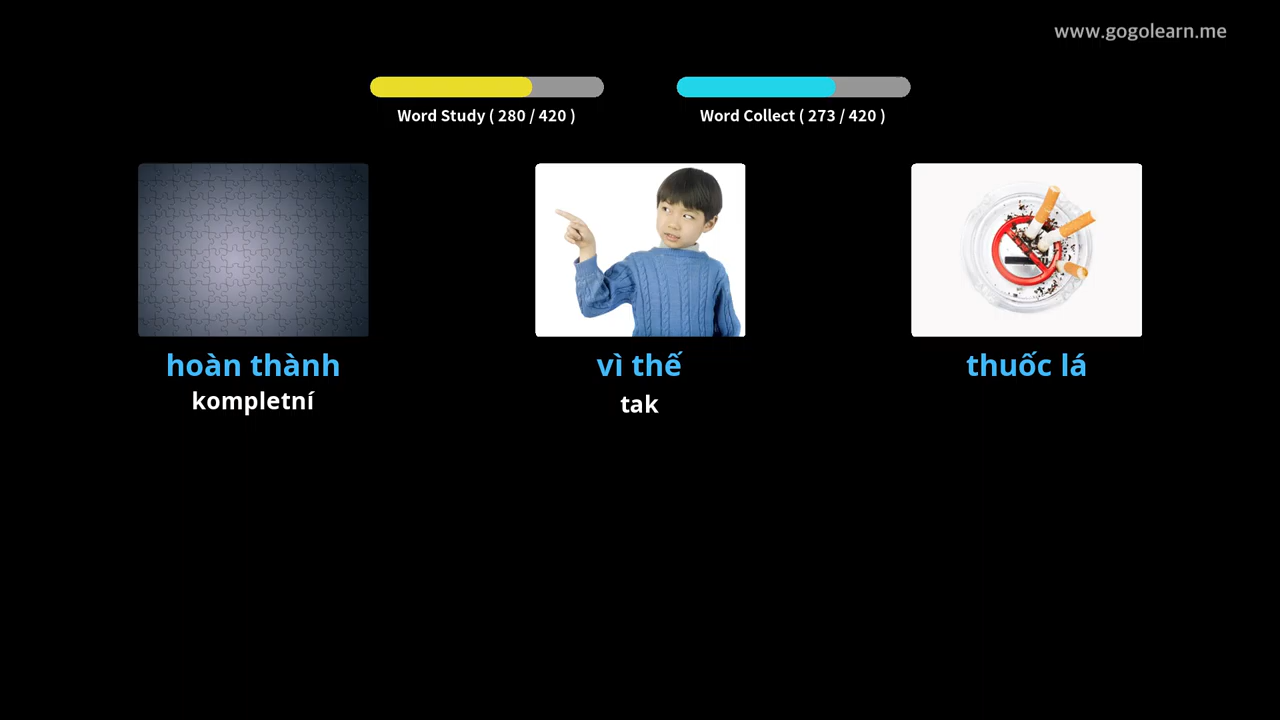 www.gogolearn.me
Word Study ( 280 / 420 )
Word Collect ( 273 / 420 )
hoàn thành
kompletní
vì thế
tak
thuốc lá